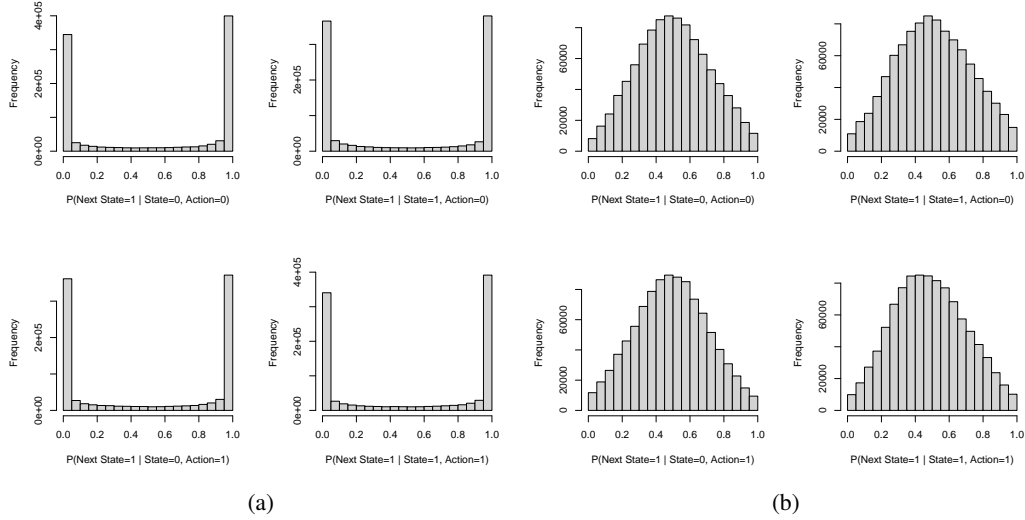 Frequency
0e+00 2e+05 4e+05
0.0 0.2 0.4 0.6 0.8 1.0
P(Next State=1 | State=0, Action=0)
Frequency
0e+00 2e+05
0.0 0.2 0.4 0.6 0.8 1.0
P(Next State=1 | State=1, Action=0)
Frequency
0 20000 60000
0.0 0.2 0.4 0.6 0.8 1.0
P(Next State=1 | State=0, Action=0)
Frequency
0 20000 60000
0.0 0.2 0.4 0.6 0.8 1.0
P(Next State=1 | State=1, Action=0)
Frequency
0e+00 2e+05
0.0 0.2 0.4 0.6 0.8 1.0
P(Next State=1 | State=0, Action=1)
Frequency
0e+00 2e+05 4e+05
0.0 0.2 0.4 0.6 0.8 1.0
P(Next State=1 | State=1, Action=1)
Frequency
0 20000 60000
0.0 0.2 0.4 0.6 0.8 1.0
P(Next State=1 | State=0, Action=1)
Frequency
0 20000 60000
0.0 0.2 0.4 0.6 0.8 1.0
P(Next State=1 | State=1, Action=1)
(a)
(b)